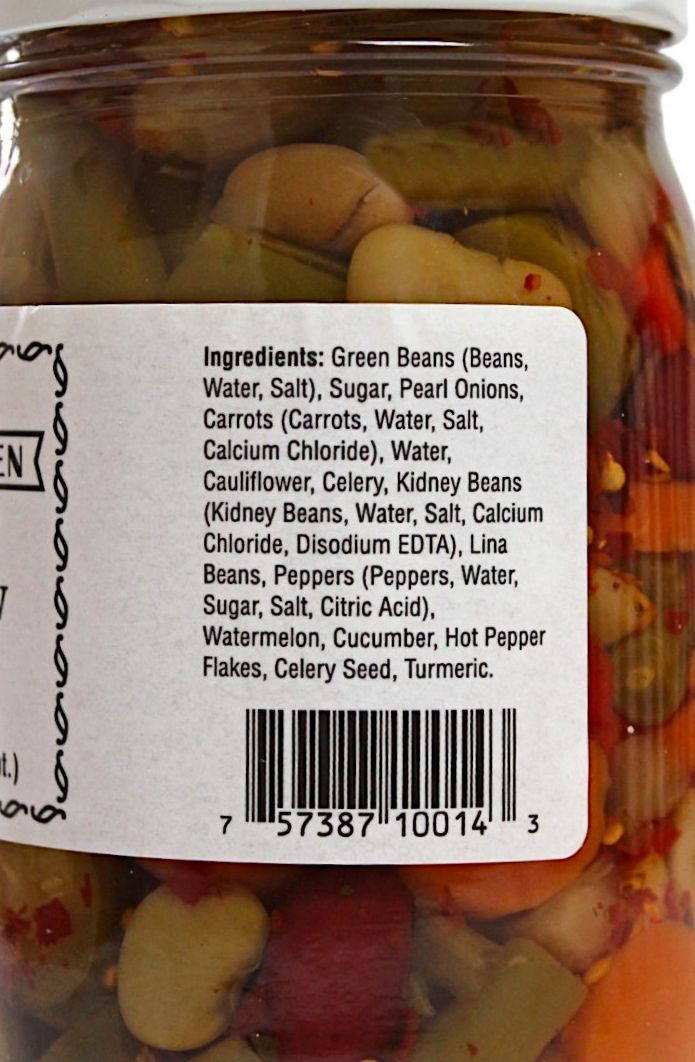 EN
Ingredients: Green Beans (Beans,
Water, Salt), Sugar, Pearl Onions,
Carrots (Carrots, Water, Salt,
Calcium Chloride), Water,
Cauliflower, Celery, Kidney Beans
(Kidney Beans, Water, Salt, Calcium
Chloride, Disodium EDTA), Lina
Beans, Peppers (Peppers, Water,
Sugar, Salt, Citric Acid),
Watermelon, Cucumber, Hot Pepper
Flakes, Celery Seed, Turmeric.
t.)
7 57387 10014 3